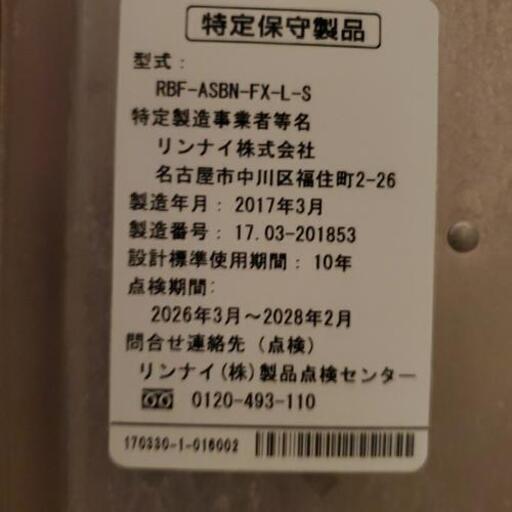 特定保守製品
型式：
RBF-ASBN-FX-L-S
特定製造事業者等名
リンナイ株式会社
名古屋市中川区福住町2-26
製造年月：2017年3月
製造番号：17.03-201853
設計標準使用期間：10年
点検期間:
2026年3月～2028年2月
問合せ連絡先（点検）
リンナイ(株)製品点検センター
0120-493-110
170330-1-016002